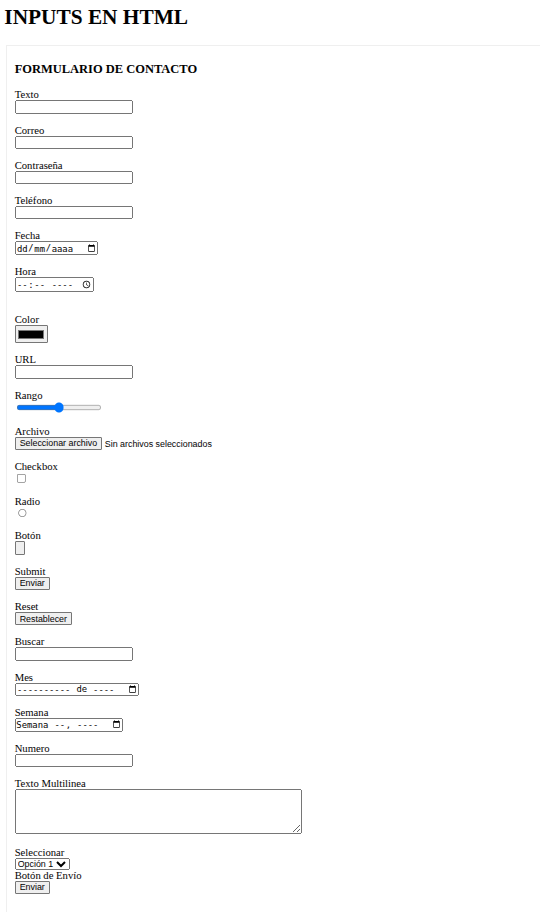 INPUTS EN HTML
FORMULARIO DE CONTACTO
Texto
Correo
Contraseña
Teléfono
Fecha
dd/mm/aaaa
Hora
--:-- ----
Color
URL
Rango
Archivo
Seleccionar archivo Sin archivos seleccionados
Checkbox
Radio
Botón
Submit
Enviar
Reset
Restablecer
Buscar
Mes
---------- de ----
Semana
Semana --, ----
Numero
Texto Multilinea
Seleccionar
Opción 1
Botón de Envío
Enviar